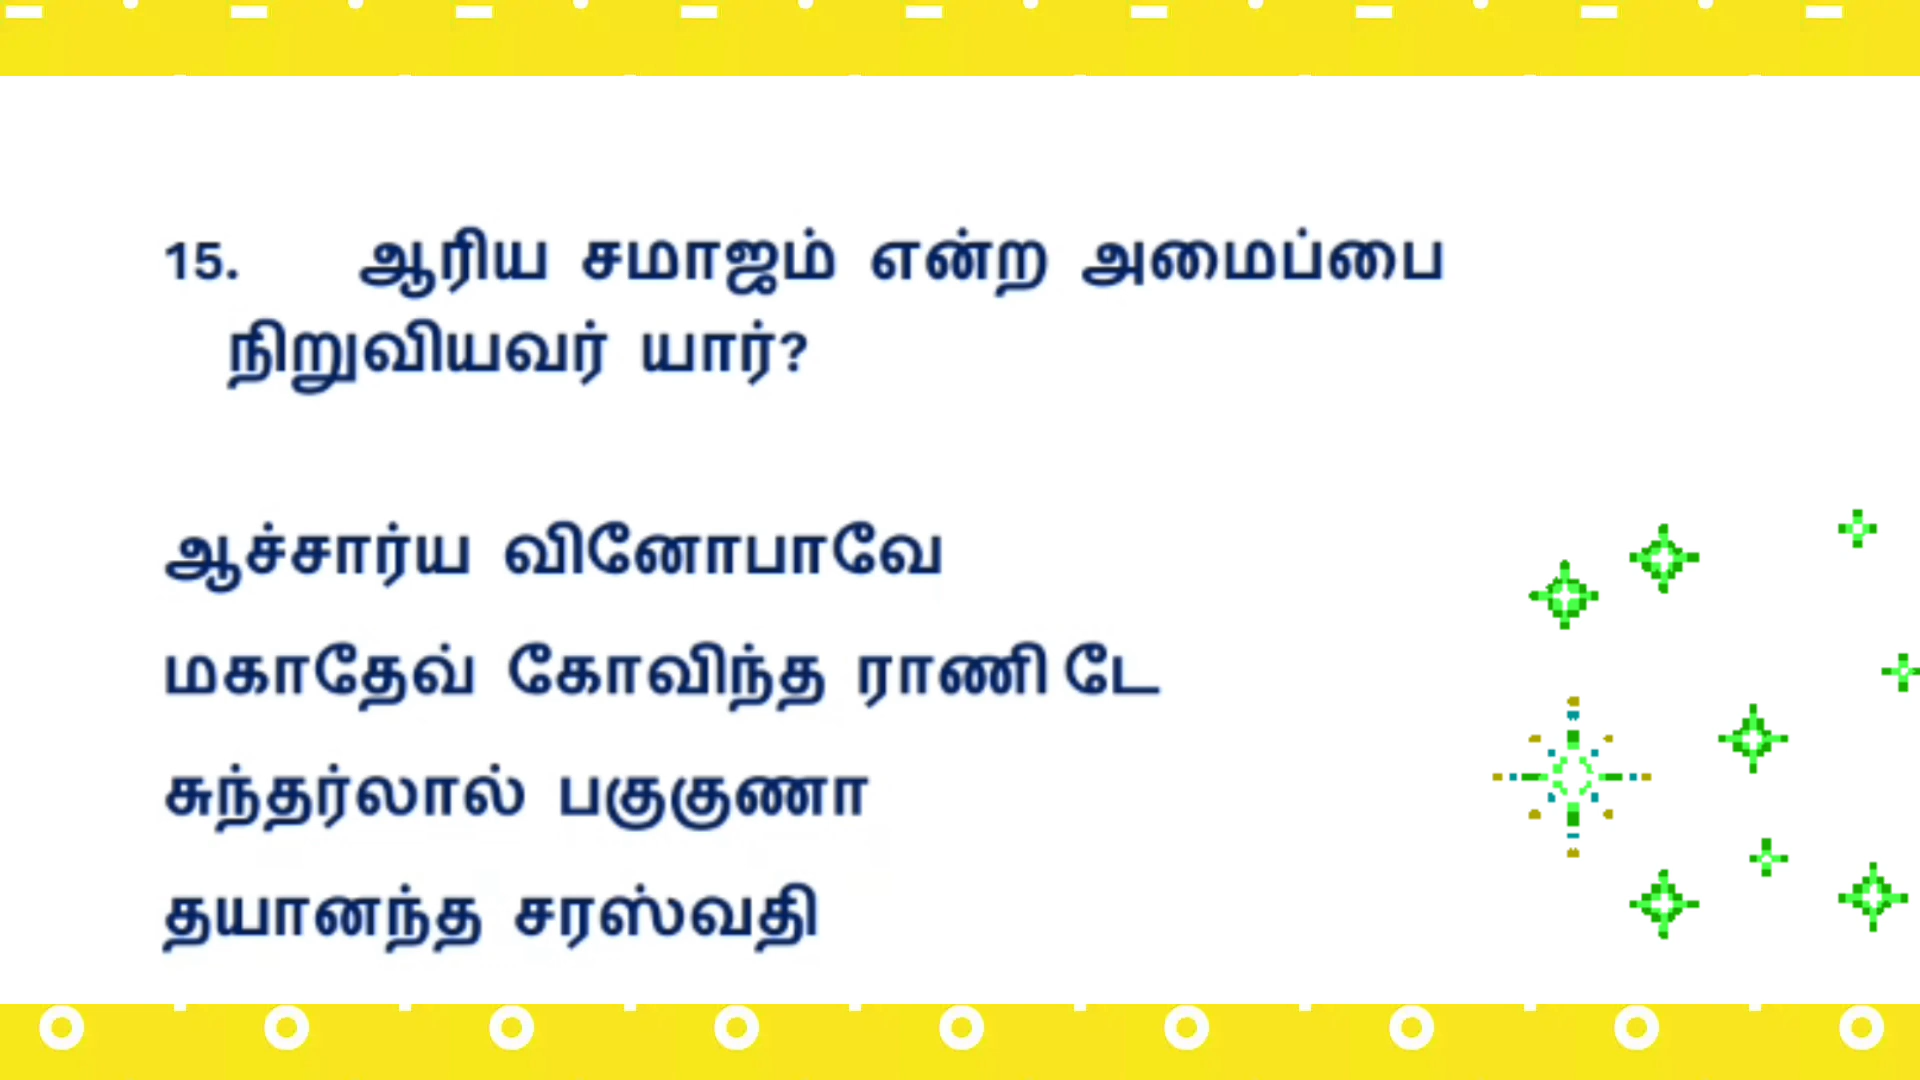 15. ஆரிய சமாஜம் என்ற அமைப்பை
நிறுவியவர் யார்?
ஆச்சார்ய வினோபாவே
மகாதேவ் கோவிந்த ராணி டே
சுந்தர்லால் பகுகுணா
தயானந்த சரஸ்வதி